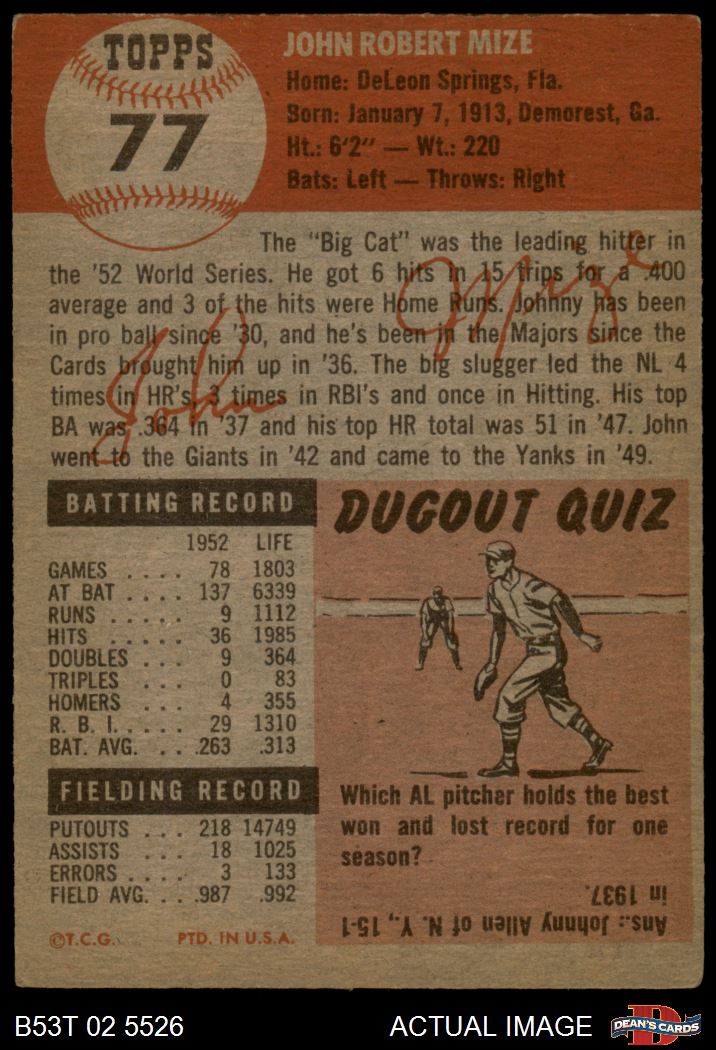 TOPPS
77
JOHN ROBERT MIZE
Home: DeLeon Springs, Fla.
Born: January 7, 1913, Demorest, Ga.
Ht.: 6'2" — Wt.: 220
Bats: Left — Throws: Right
The "Big Cat" was the leading hitter in
the '52 World Series. He got 6 hits in 15 trips for a .400
average and 3 of the hits were Home Runs. Johnny has been
in pro ball since '30, and he's been in the Majors since the
Cards brought him up in '36. The big slugger led the NL 4
times in HR's, 3 times in RBI's and once in Hitting. His top
BA was .364 in '37 and his top HR total was 51 in '47. John
went to the Giants in '42 and came to the Yanks in '49.
John Mize
BATTING RECORD
1952 LIFE
GAMES .... 78 1803
AT BAT .... 137 6339
RUNS ..... 9 1112
HITS ..... 36 1985
DOUBLES ... 9 364
TRIPLES ... 0 83
HOMERS ... 4 355
R. B. I. .... 29 1310
BAT. AVG. ... .263 .313
FIELDING RECORD
PUTOUTS ... 218 14749
ASSISTS ... 18 1025
ERRORS .... 3 133
FIELD AVG. ... .987 .992
©T.C.G. PTD. IN U.S.A.
DUGOUT QUIZ
Which AL pitcher holds the best
won and lost record for one
season?
Ans.: Johnny Allen of N. Y., 15-1
in 1937.
B53T 02 5526 ACTUAL IMAGE
D
DEAN'S CARDS